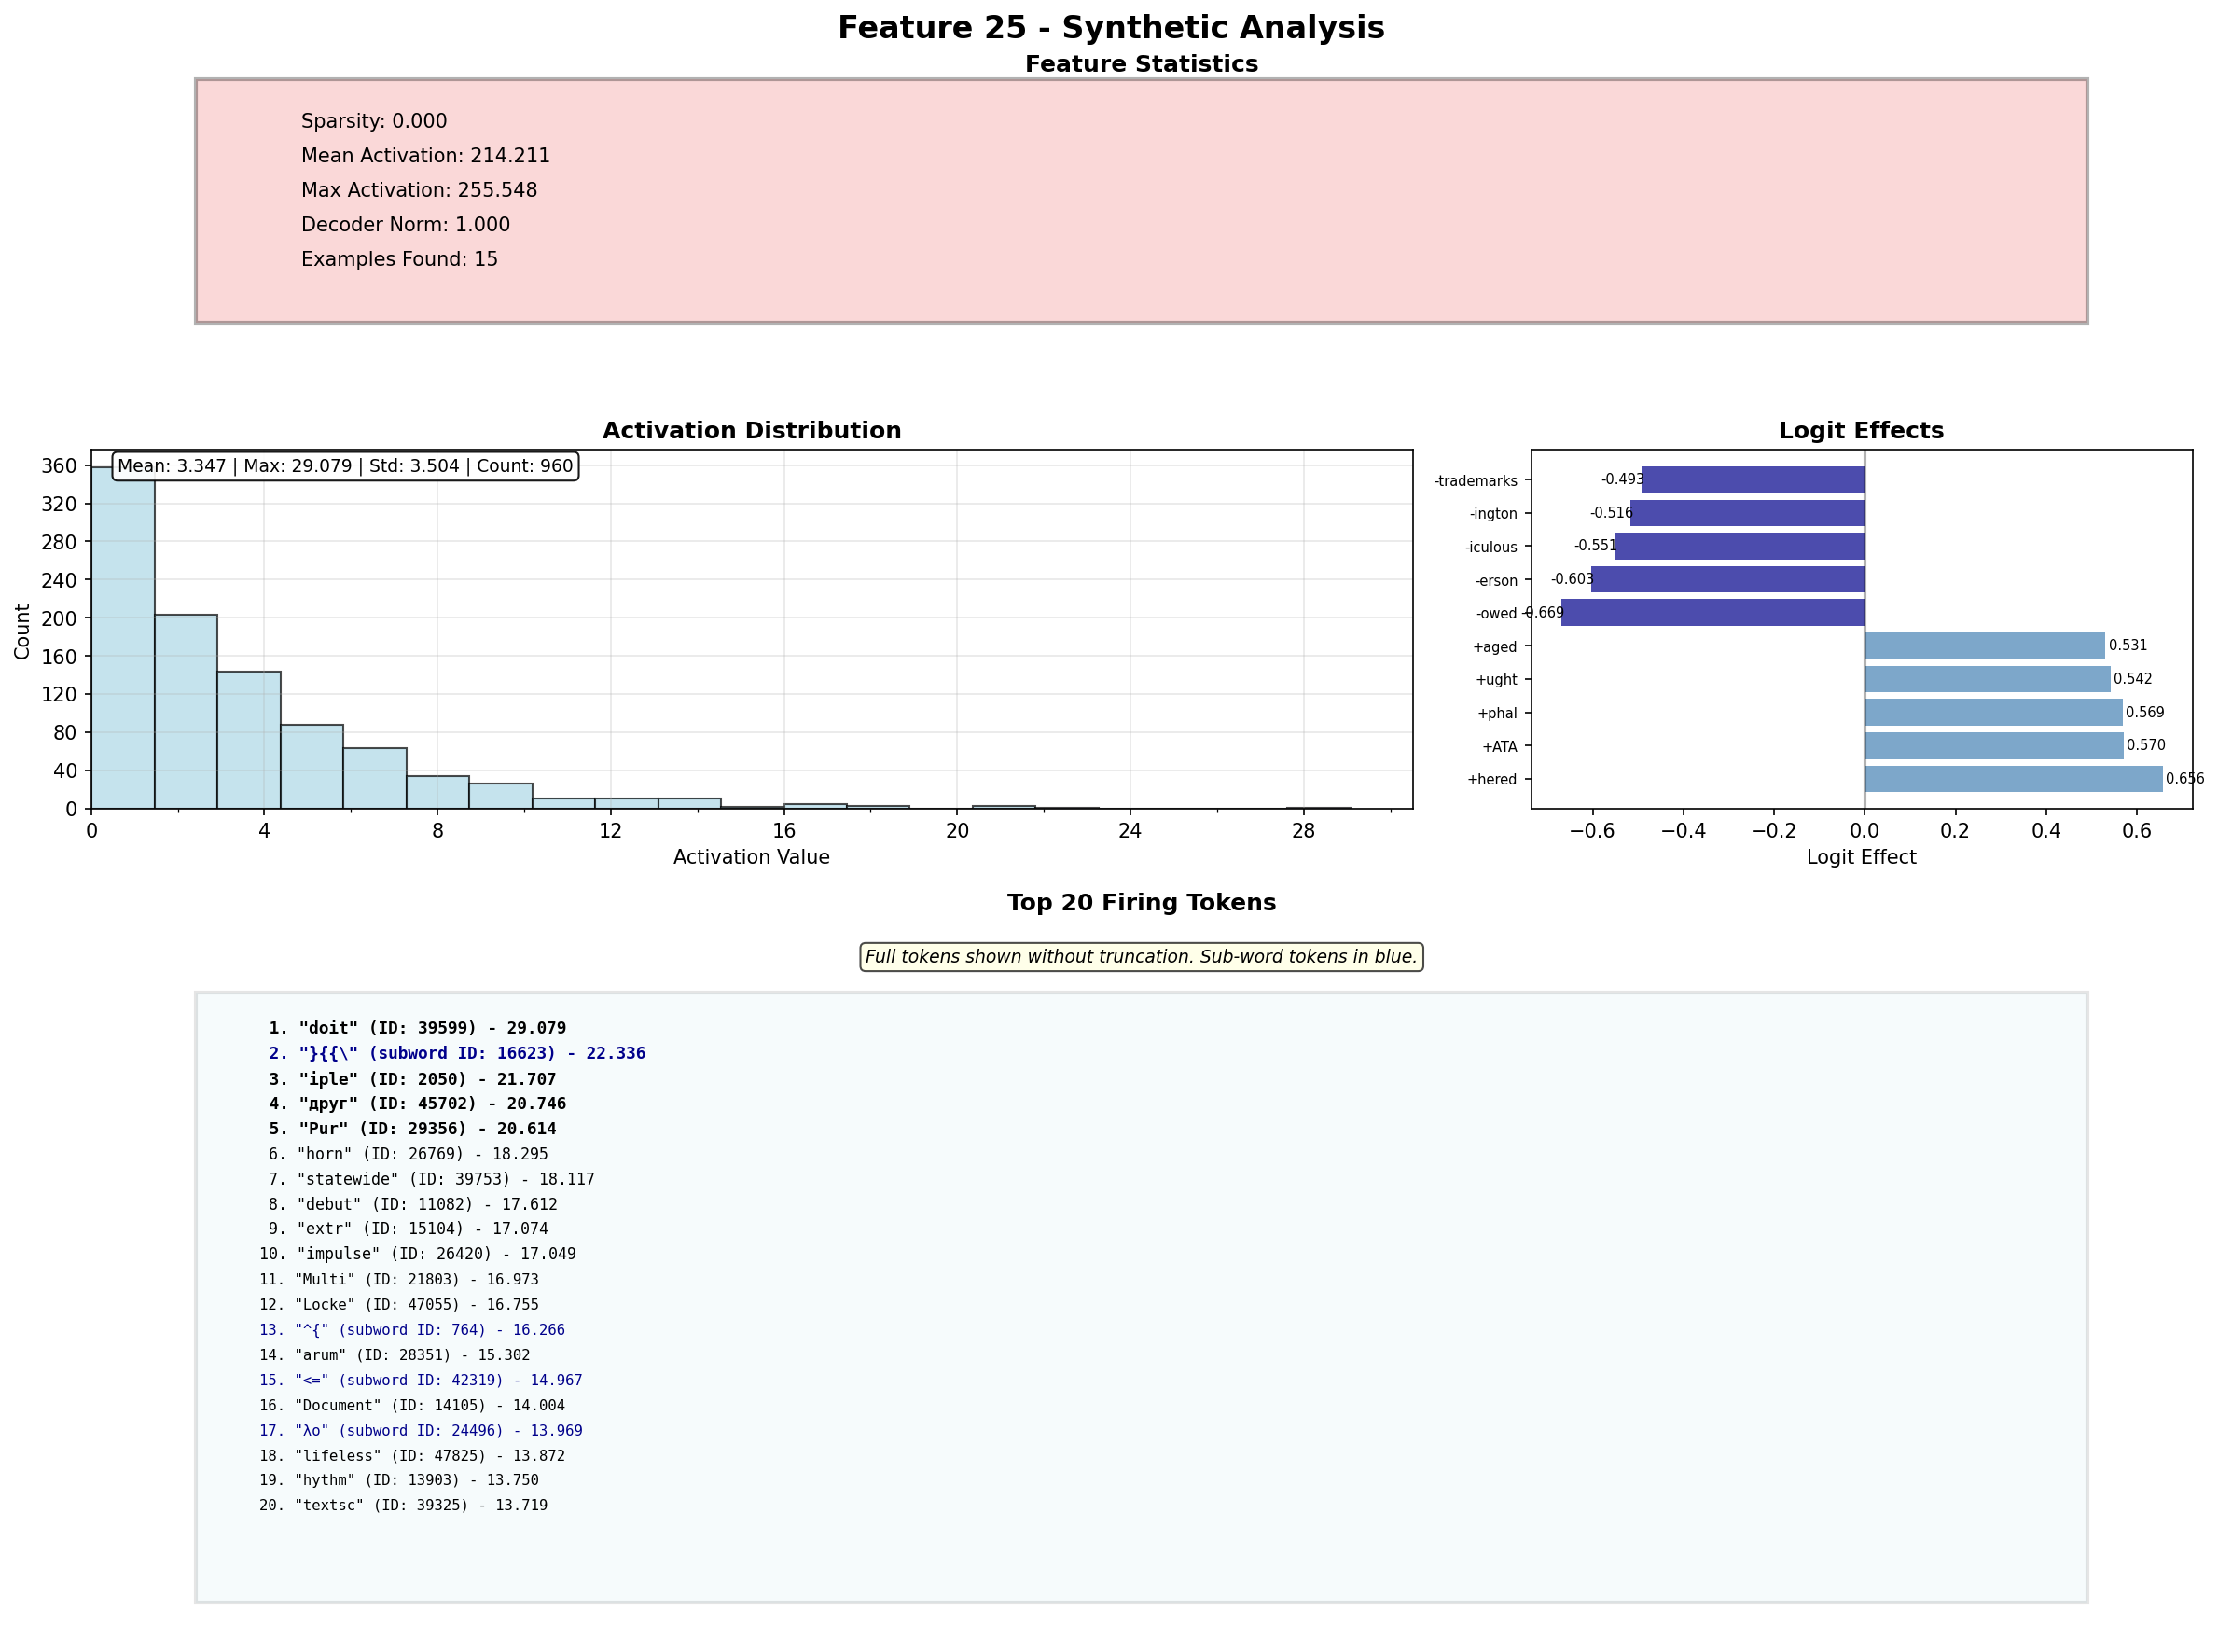 Feature 25 - Synthetic Analysis
Feature Statistics
Sparsity: 0.000
Mean Activation: 214.211
Max Activation: 255.548
Decoder Norm: 1.000
Examples Found: 15
Activation Distribution
Mean: 3.347 | Max: 29.079 | Std: 3.504 | Count: 960
Count
360
320
280
240
200
160
120
80
40
0
0 4 8 12 16 20 24 28
Activation Value
Logit Effects
-trademarks -0.493
-ington -0.516
-iculous -0.551
-erson -0.603
-owed -0.669
+aged 0.531
+ught 0.542
+phal 0.569
+ATA 0.570
+hered 0.656
−0.6 −0.4 −0.2 0.0 0.2 0.4 0.6
Logit Effect
Top 20 Firing Tokens
Full tokens shown without truncation. Sub-word tokens in blue.
1. "doit" (ID: 39599) - 29.079
2. "}{{\" (subword ID: 16623) - 22.336
3. "iple" (ID: 2050) - 21.707
4. "друг" (ID: 45702) - 20.746
5. "Pur" (ID: 29356) - 20.614
6. "horn" (ID: 26769) - 18.295
7. "statewide" (ID: 39753) - 18.117
8. "debut" (ID: 11082) - 17.612
9. "extr" (ID: 15104) - 17.074
10. "impulse" (ID: 26420) - 17.049
11. "Multi" (ID: 21803) - 16.973
12. "Locke" (ID: 47055) - 16.755
13. "^{" (subword ID: 764) - 16.266
14. "arum" (ID: 28351) - 15.302
15. "<=" (subword ID: 42319) - 14.967
16. "Document" (ID: 14105) - 14.004
17. "λο" (subword ID: 24496) - 13.969
18. "lifeless" (ID: 47825) - 13.872
19. "hythm" (ID: 13903) - 13.750
20. "textsc" (ID: 39325) - 13.719